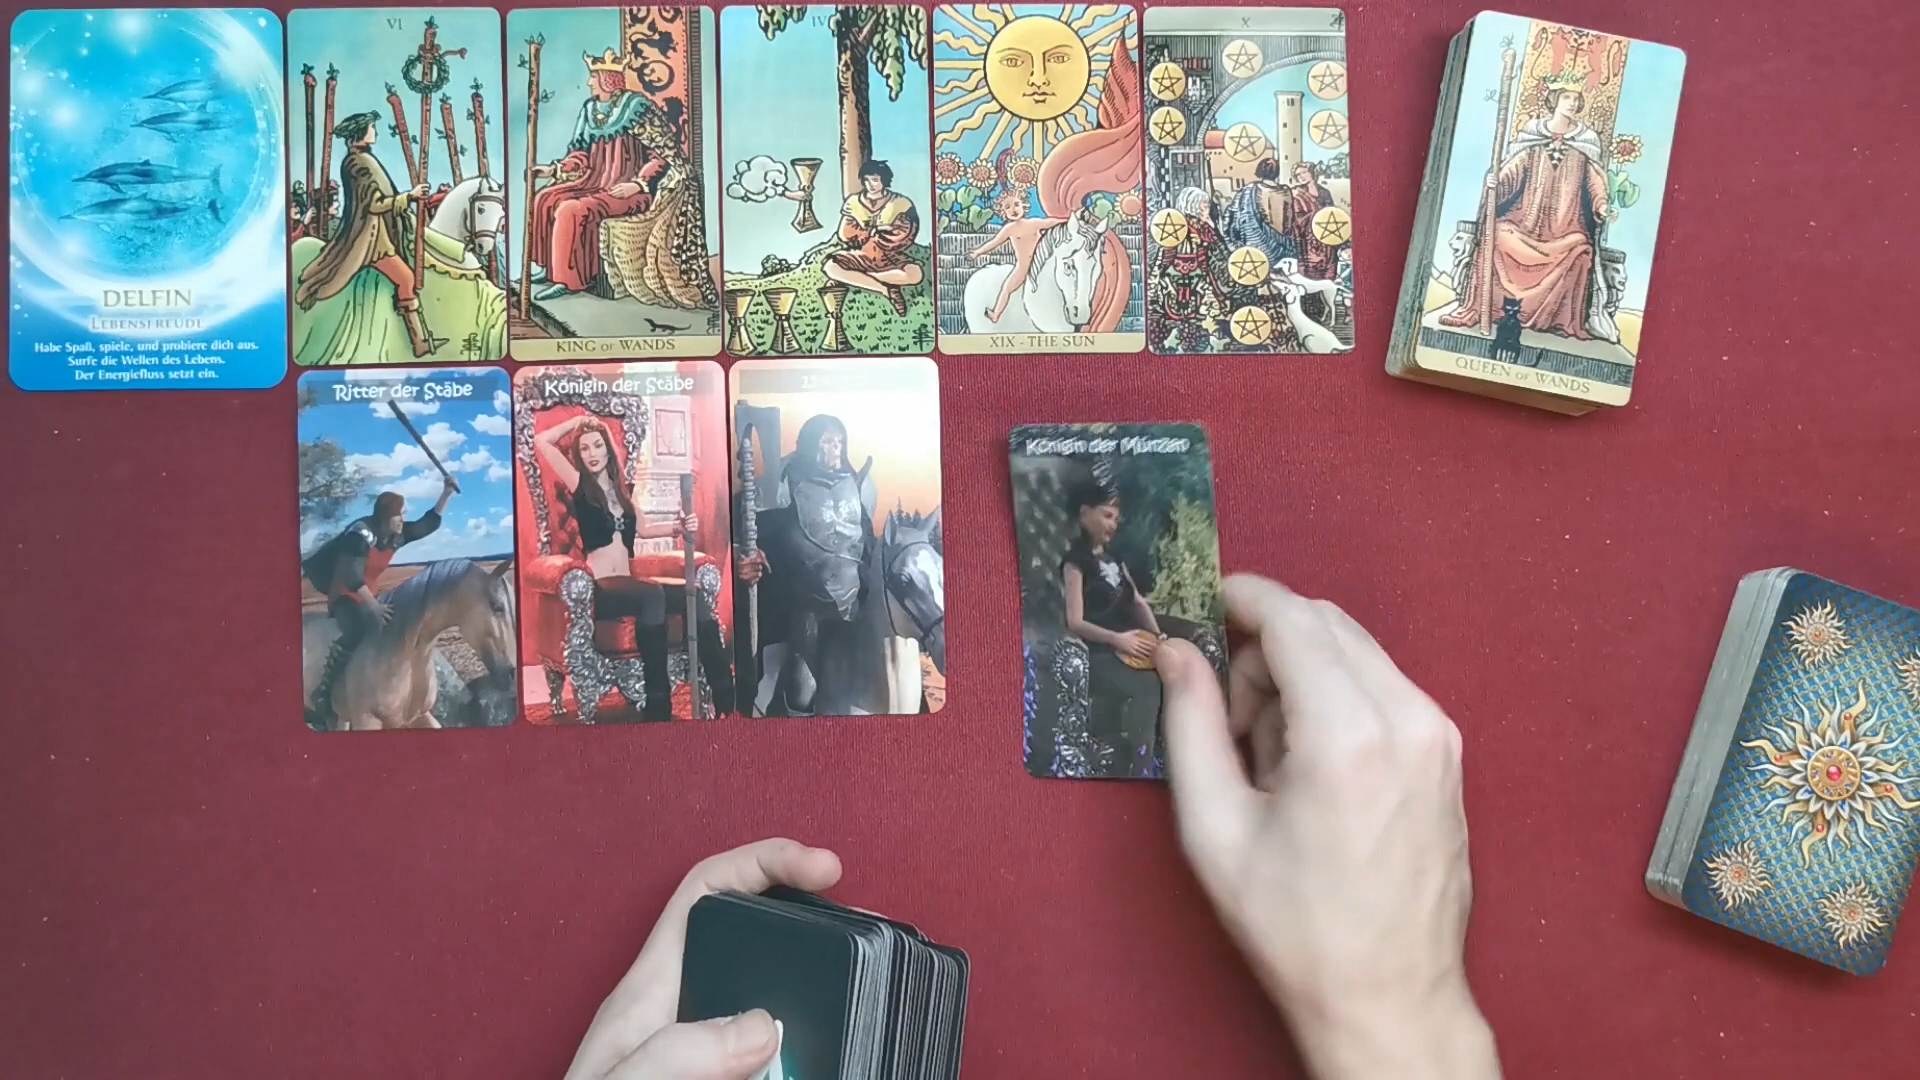 DELFIN
LEBENSFREUDE
Habe Spaß, spiele, und probiere dich aus.
Surfe die Wellen des Lebens.
Der Energiefluss setzt ein.
VI
KING OF WANDS
IV
XIX - THE SUN
X
QUEEN OF WANDS
Ritter der Stäbe
Königin der Stäbe
Königin der Münzen